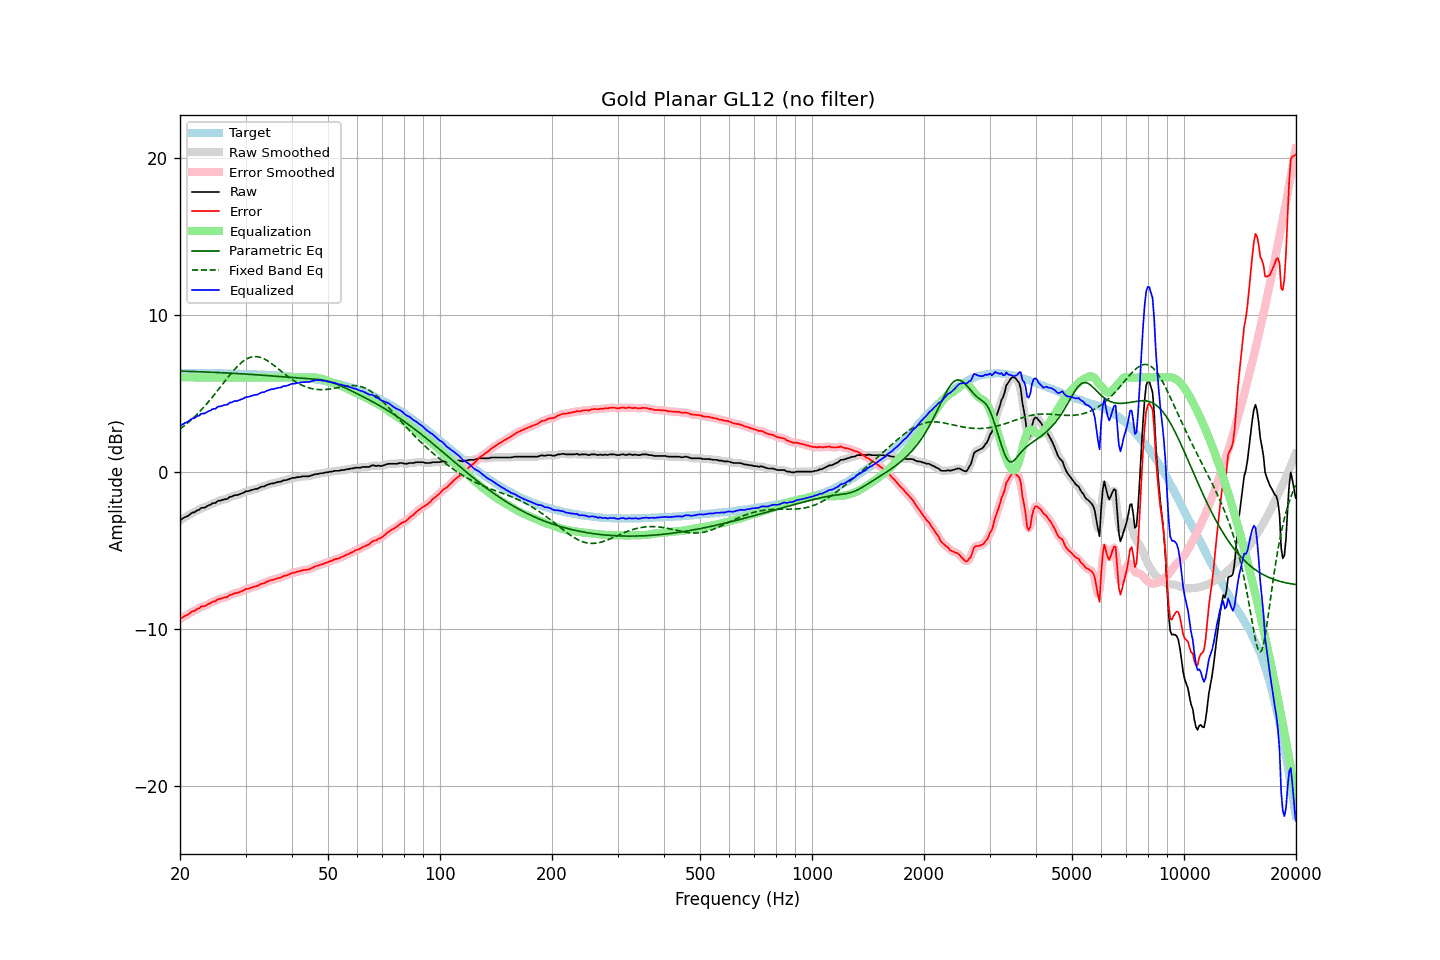 Gold Planar GL12 (no filter)
Target
Raw Smoothed
Error Smoothed
Raw
Error
Equalization
Parametric Eq
Fixed Band Eq
Equalized
20
10
0
−10
−20
Amplitude (dBr)
20
50
100
200
500
1000
2000
5000
10000
20000
Frequency (Hz)